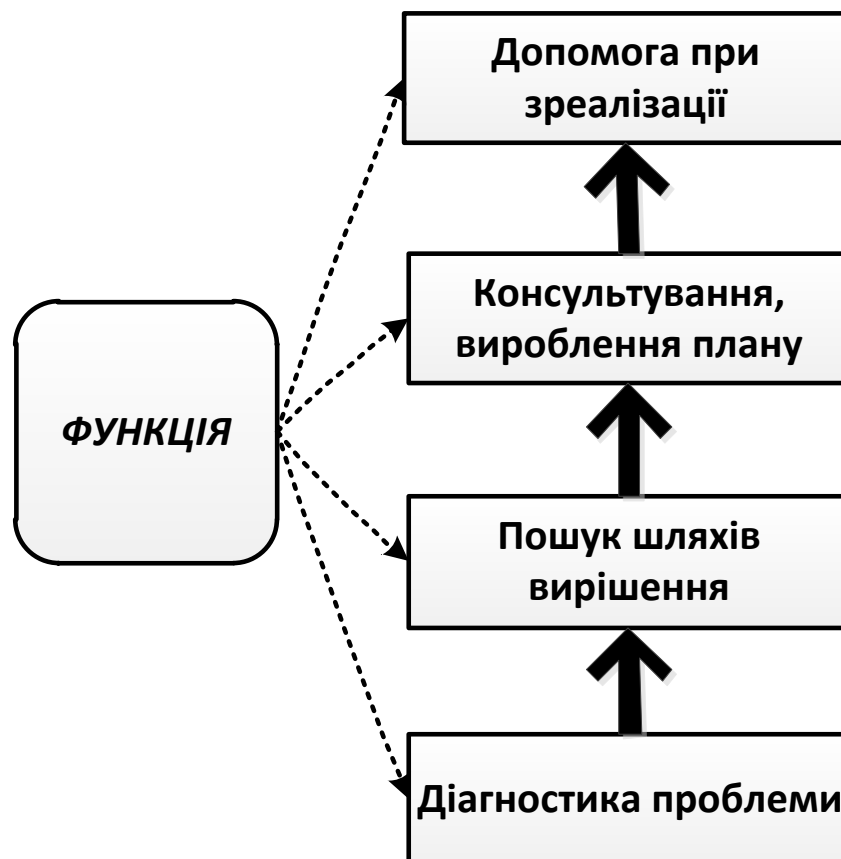 Допомога при
зреалізації
Консультування,
вироблення плану
ФУНКЦІЯ
Пошук шляхів
вирішення
Діагностика проблеми